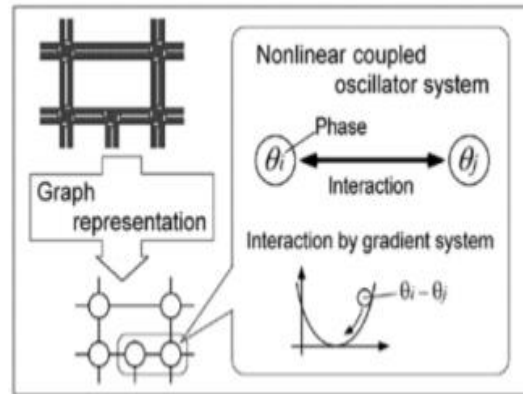 Nonlinear coupled
oscillator system
Phase
θi
θj
Interaction
Graph
representation
Interaction by gradient system
θi – θj